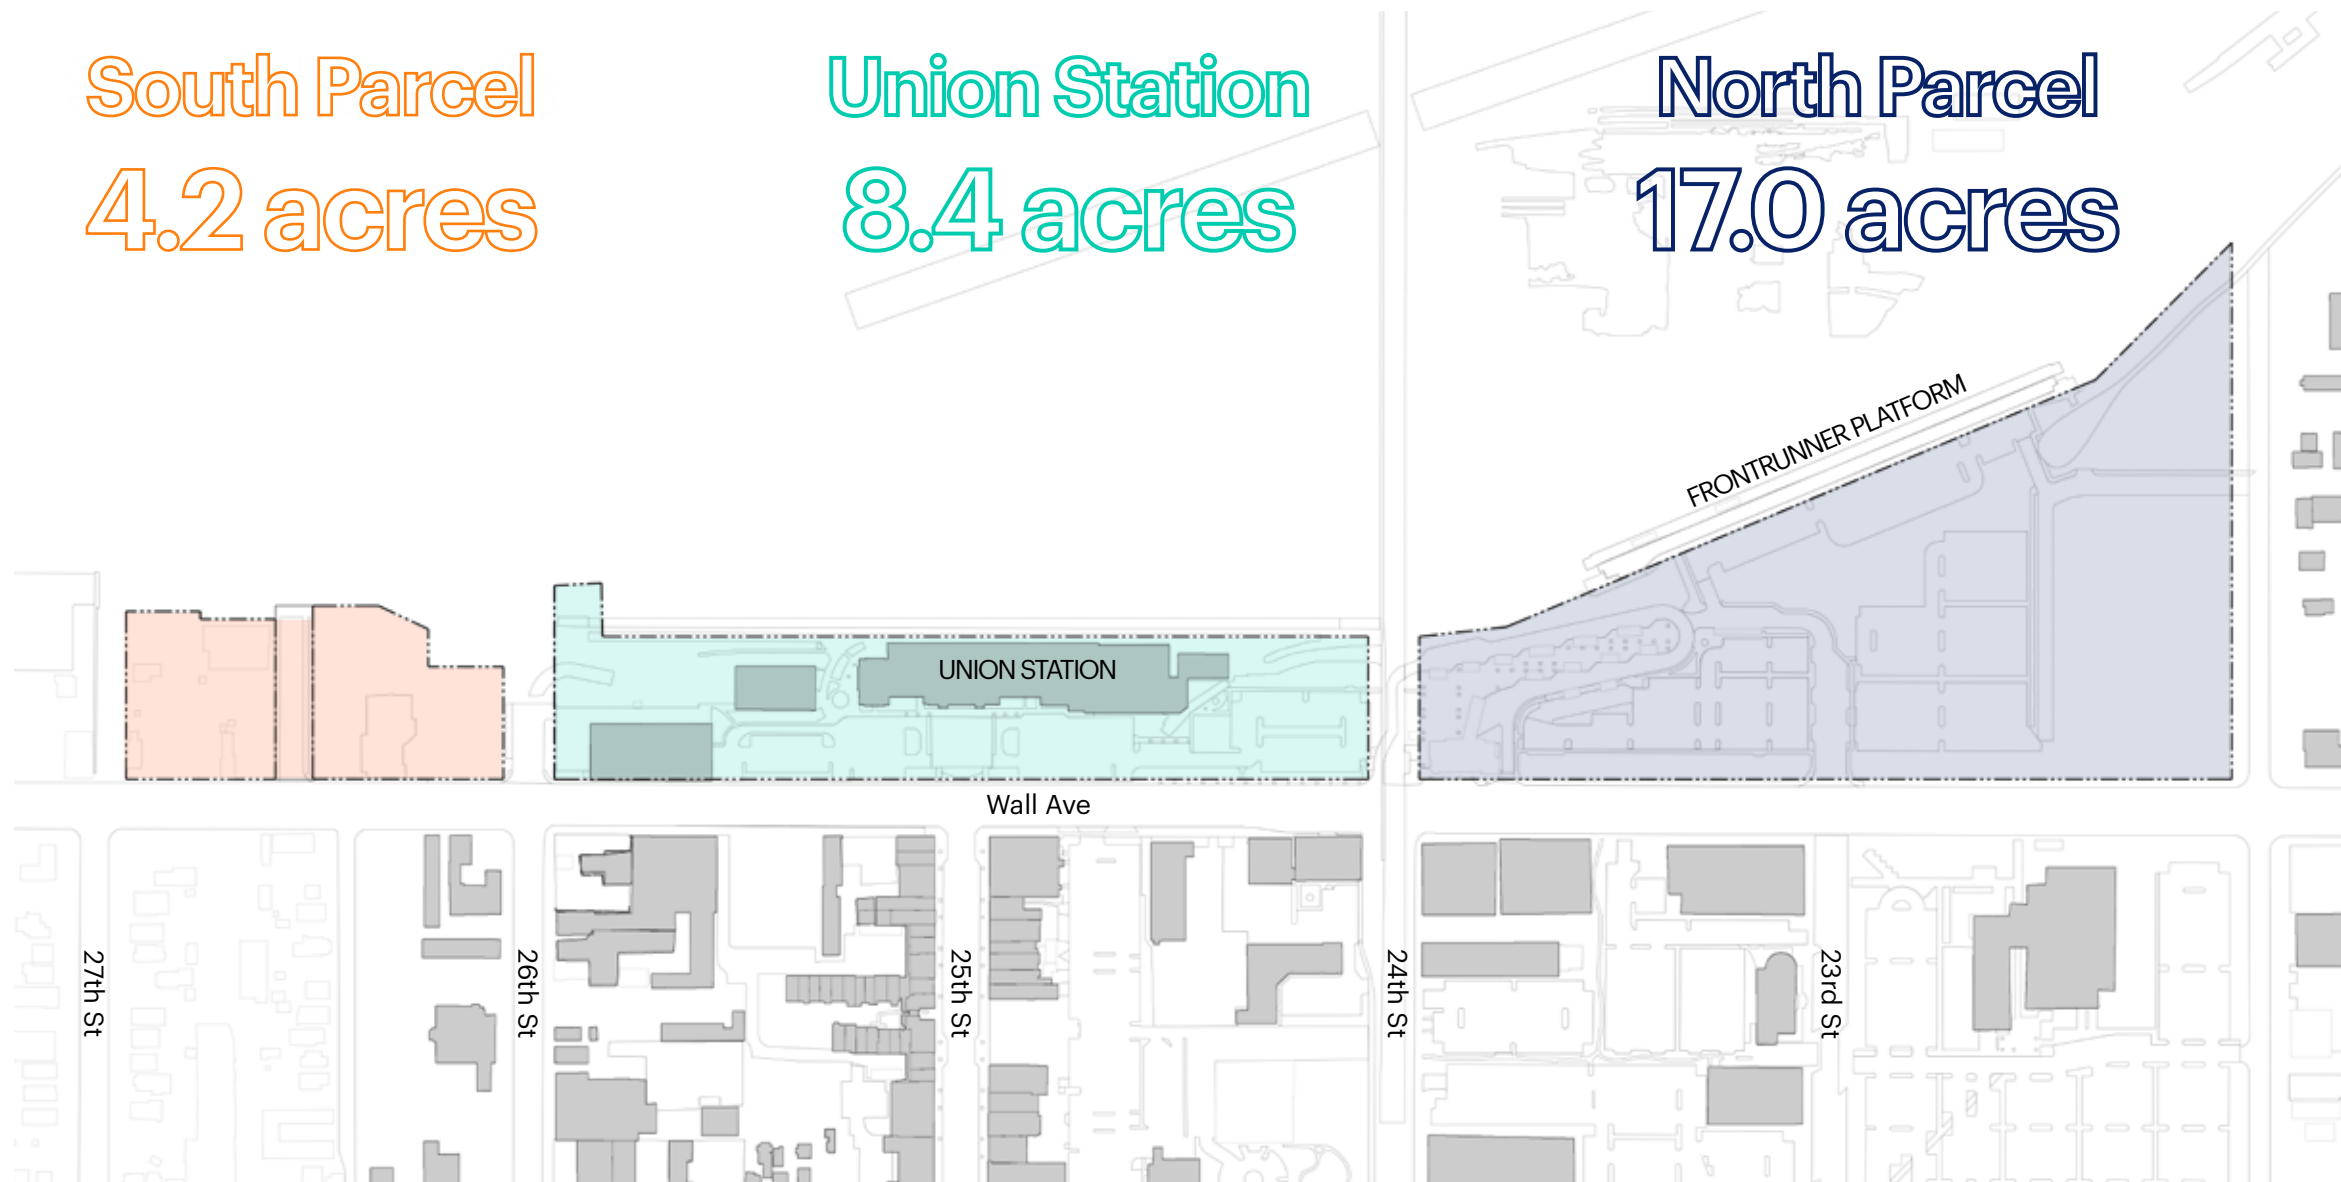 South Parcel
4.2 acres
Union Station
8.4 acres
North Parcel
17.0 acres
FRONTRUNNER PLATFORM
UNION STATION
Wall Ave
27th St
26th St
25th St
24th St
23rd St